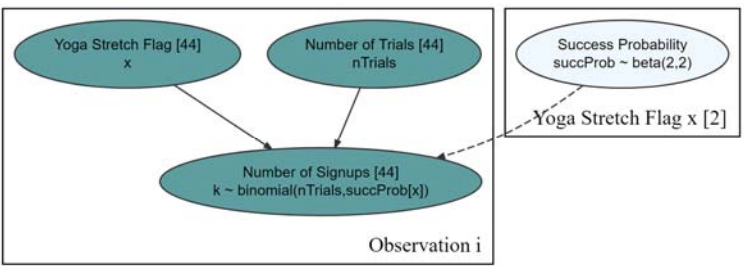 Yoga Stretch Flag [44]
x
Number of Trials [44]
nTrials
Success Probability
succProb ~ beta(2,2)
Yoga Stretch Flag x [2]
Number of Signups [44]
k ~ binomial(nTrials,succProb[x])
Observation i